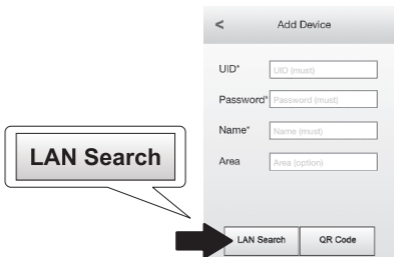 < Add Device
UID* UID (must)
Password* Password (must)
Name* Name (must)
Area Area (option)
LAN Search
LAN Search QR Code